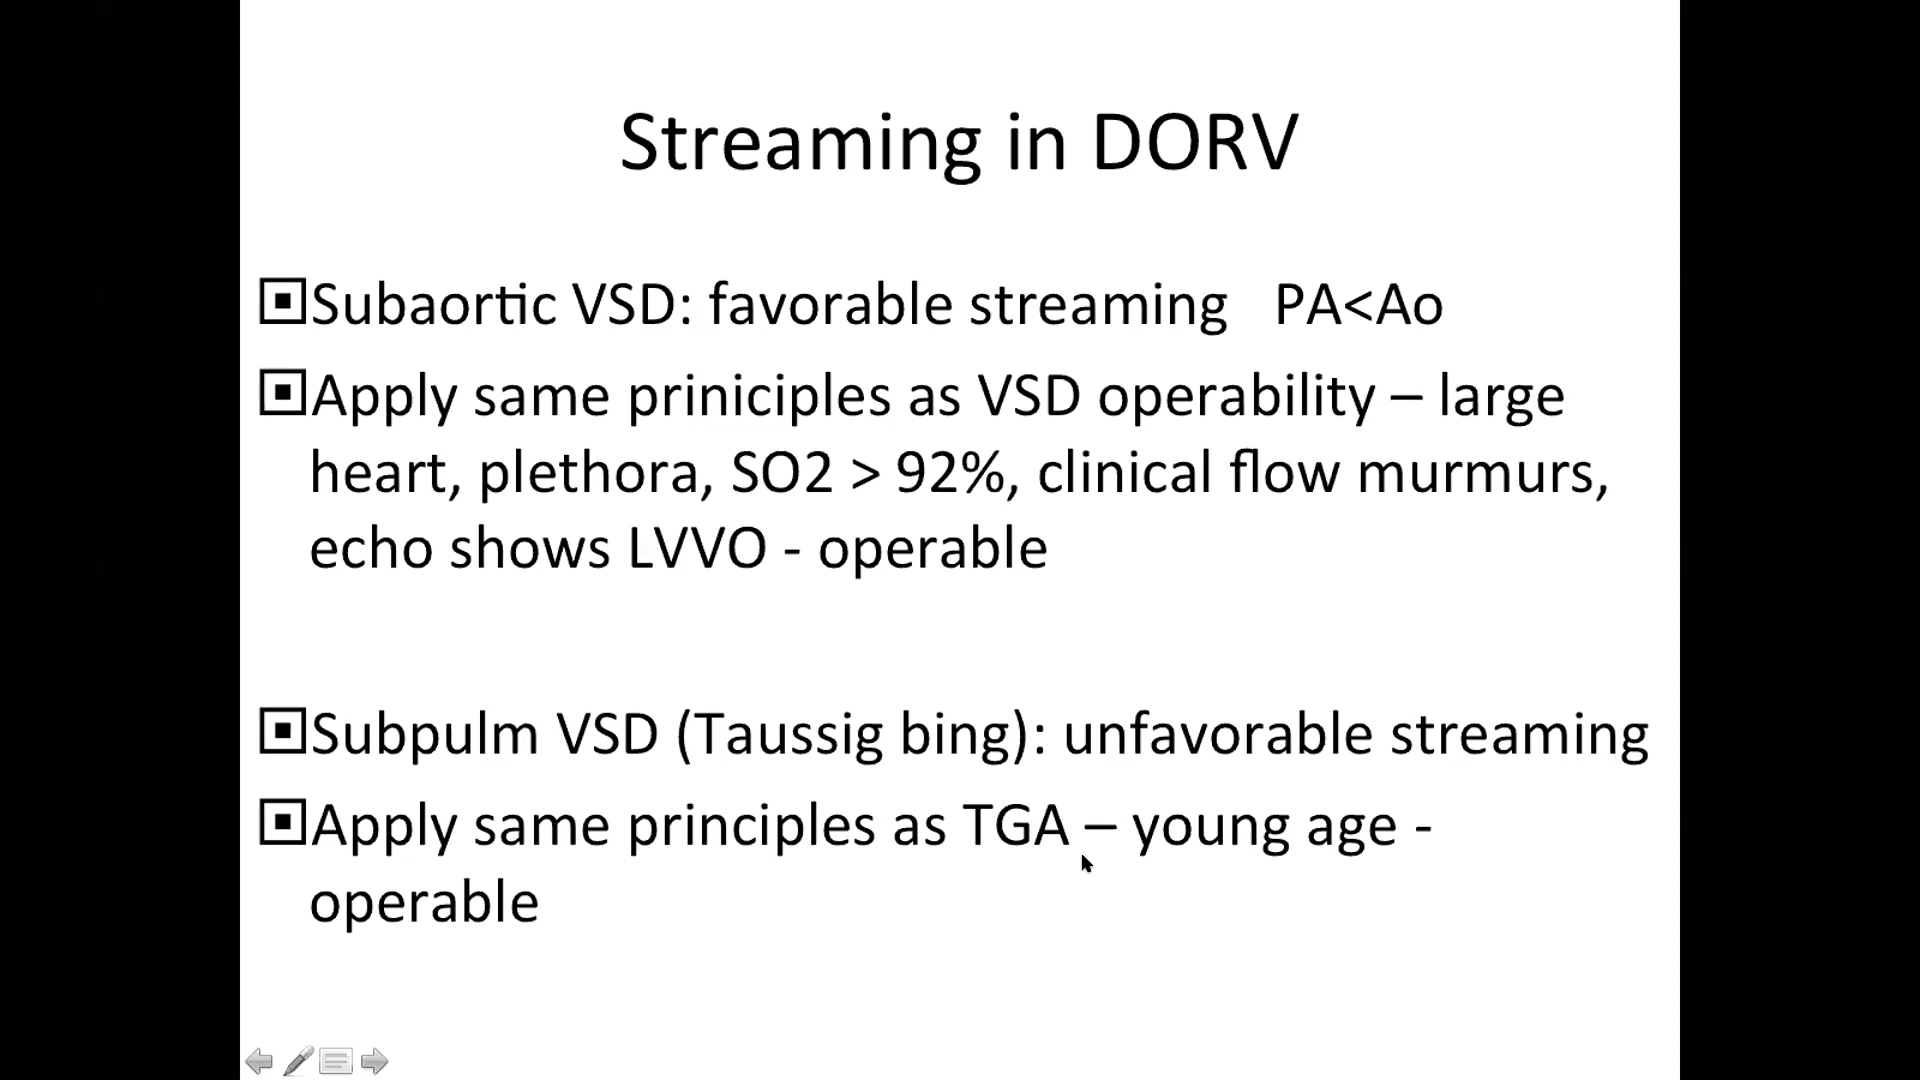 Streaming in DORV
Subaortic VSD: favorable streaming PA<Ao
Apply same priniciples as VSD operability – large
heart, plethora, SO2 > 92%, clinical flow murmurs,
echo shows LVVO - operable
Subpulm VSD (Taussig bing): unfavorable streaming
Apply same principles as TGA – young age -
operable